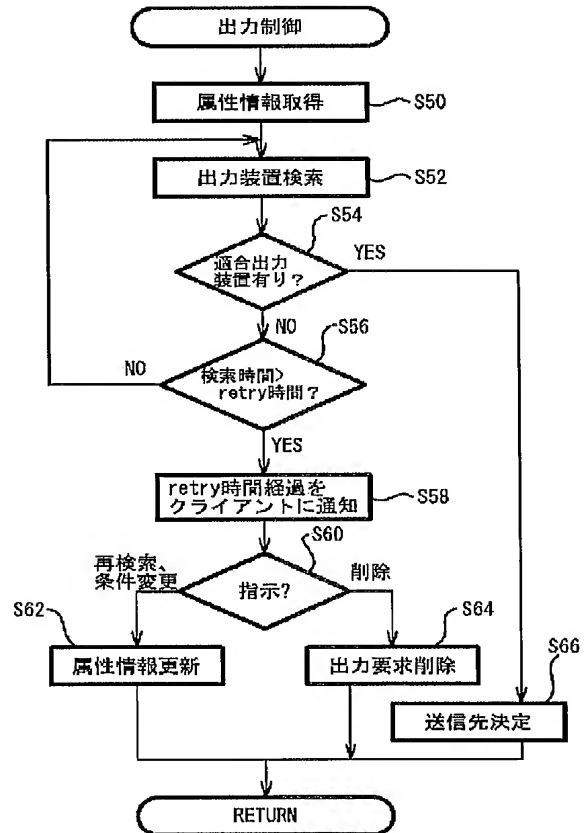 出力制御
属性情報取得
S50
出力装置検索
S52
S54
適合出力
装置有り?
YES
NO
S56
検索時間>
retry時間?
NO
YES
retry時間経過を
クライアントに通知
S58
S60
再検索、
条件変更
指示?
削除
S62
属性情報更新
S64
出力要求削除
S66
送信先決定
RETURN